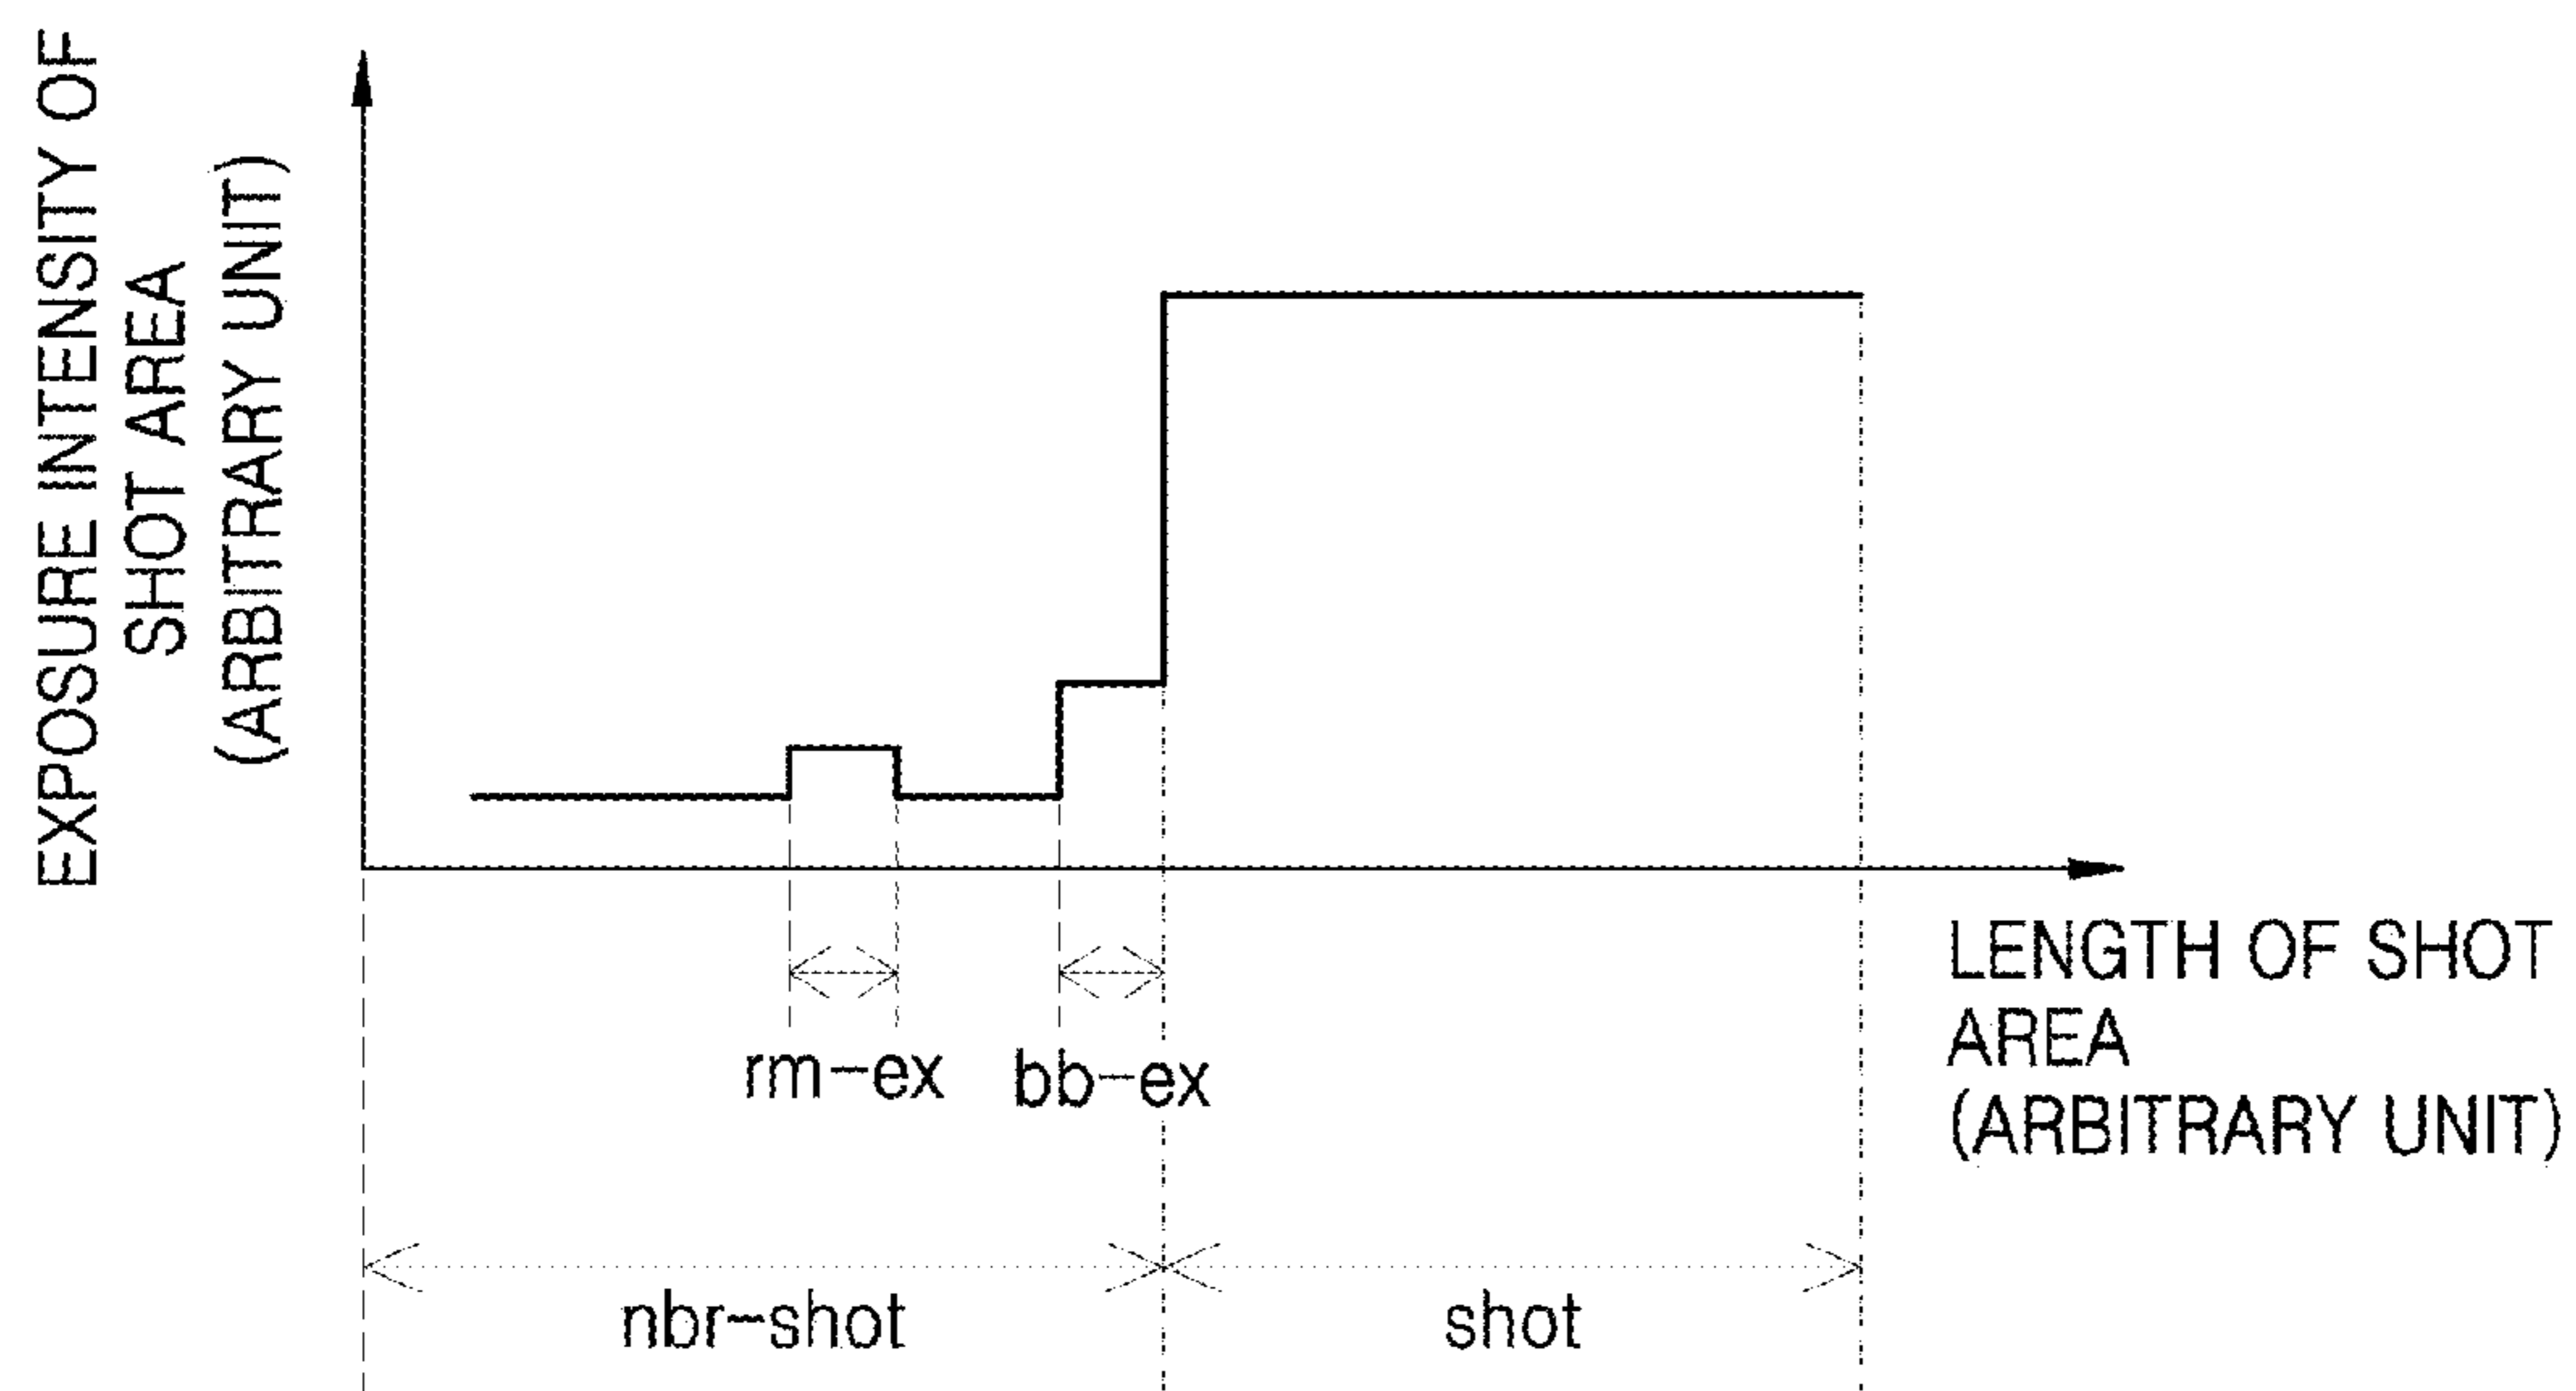 EXPOSURE INTENSITY OF
SHOT AREA
(ARBITRARY UNIT)
rm-ex
bb-ex
LENGTH OF SHOT
AREA
(ARBITRARY UNIT)
nbr-shot
shot